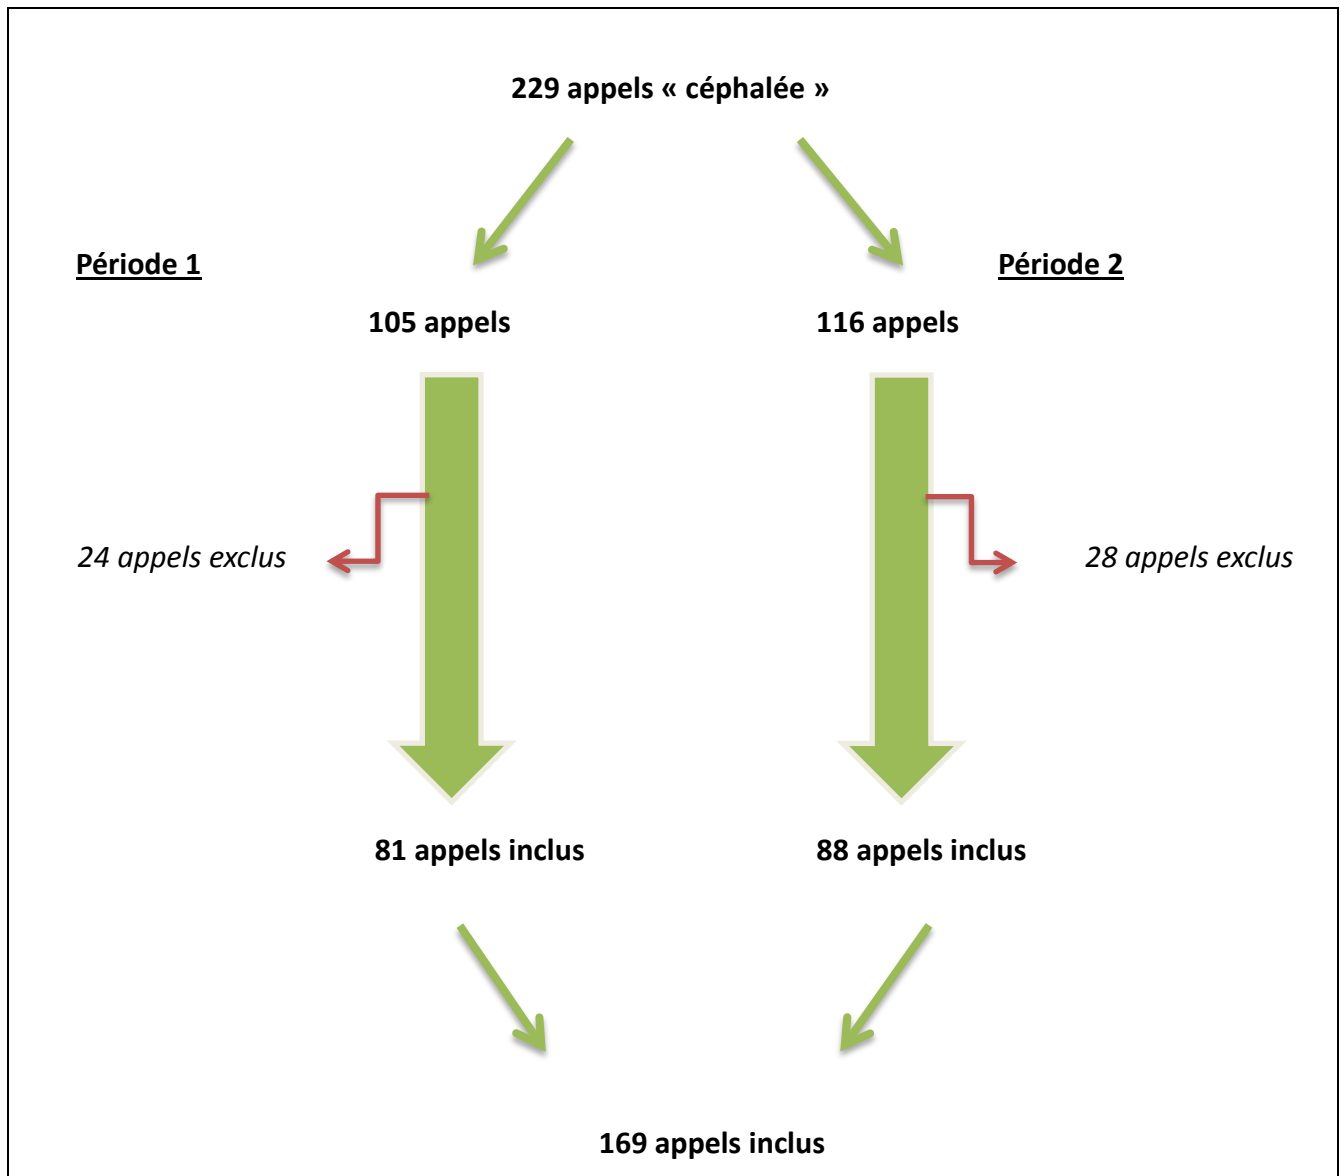 229 appels « céphalée »
Période 1
Période 2
105 appels
116 appels
24 appels exclus
28 appels exclus
81 appels inclus
88 appels inclus
169 appels inclus